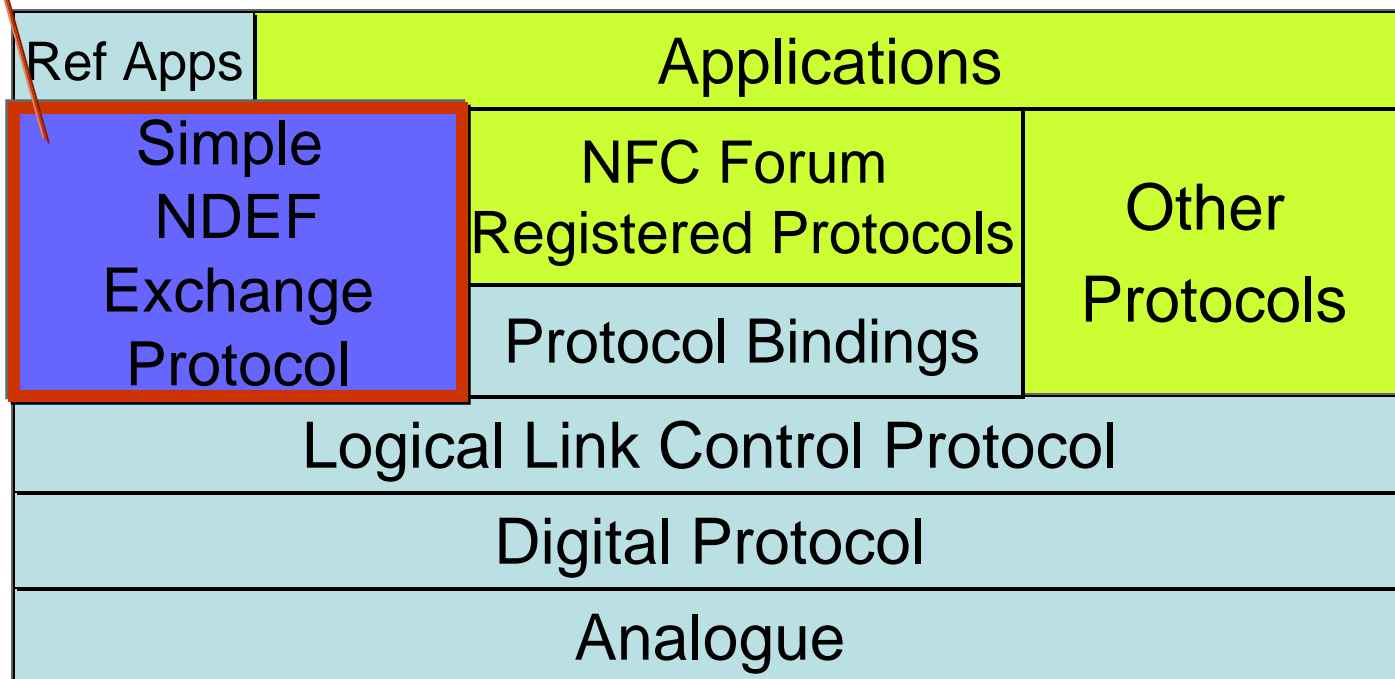 Ref Apps
Applications
Simple
NDEF
Exchange
Protocol
NFC Forum
Registered Protocols
Other
Protocols
Protocol Bindings
Logical Link Control Protocol
Digital Protocol
Analogue